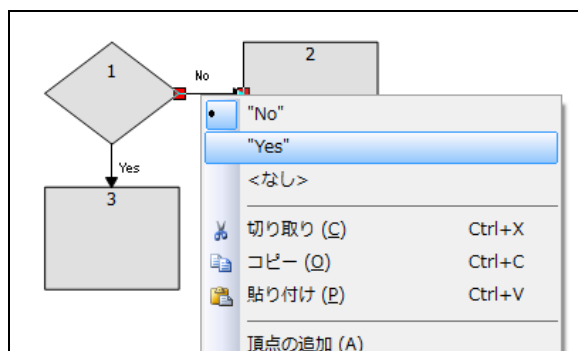 1
No
2
"No"
"Yes"
<なし>
Yes
3
切り取り (C) Ctrl+X
コピー (O) Ctrl+C
貼り付け (P) Ctrl+V
頂点の追加 (A)